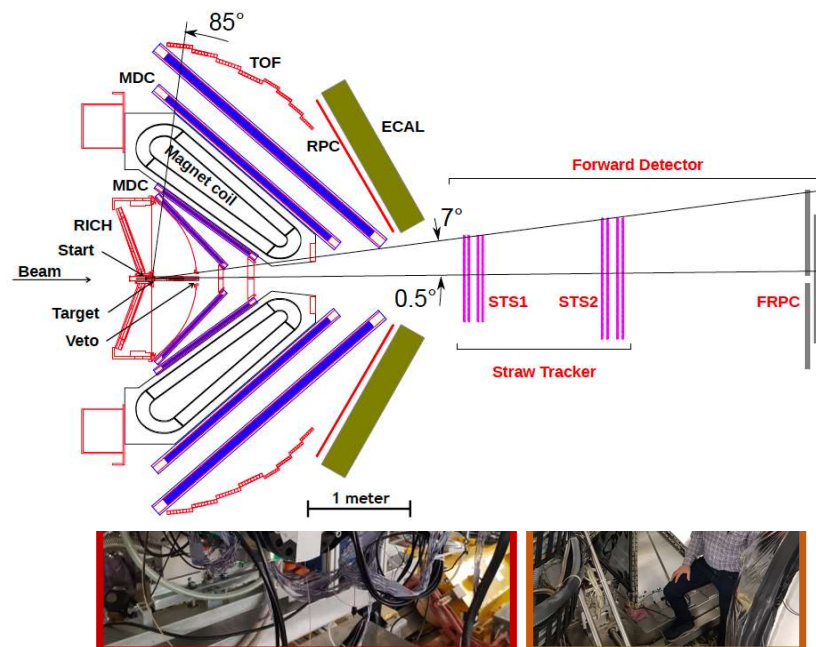 85°
TOF
MDC
ECAL
RPC
Magnet coil
Forward Detector
MDC
7°
RICH
Start
Beam
0.5°
STS1
STS2
FRPC
Target
Veto
Straw Tracker
1 meter